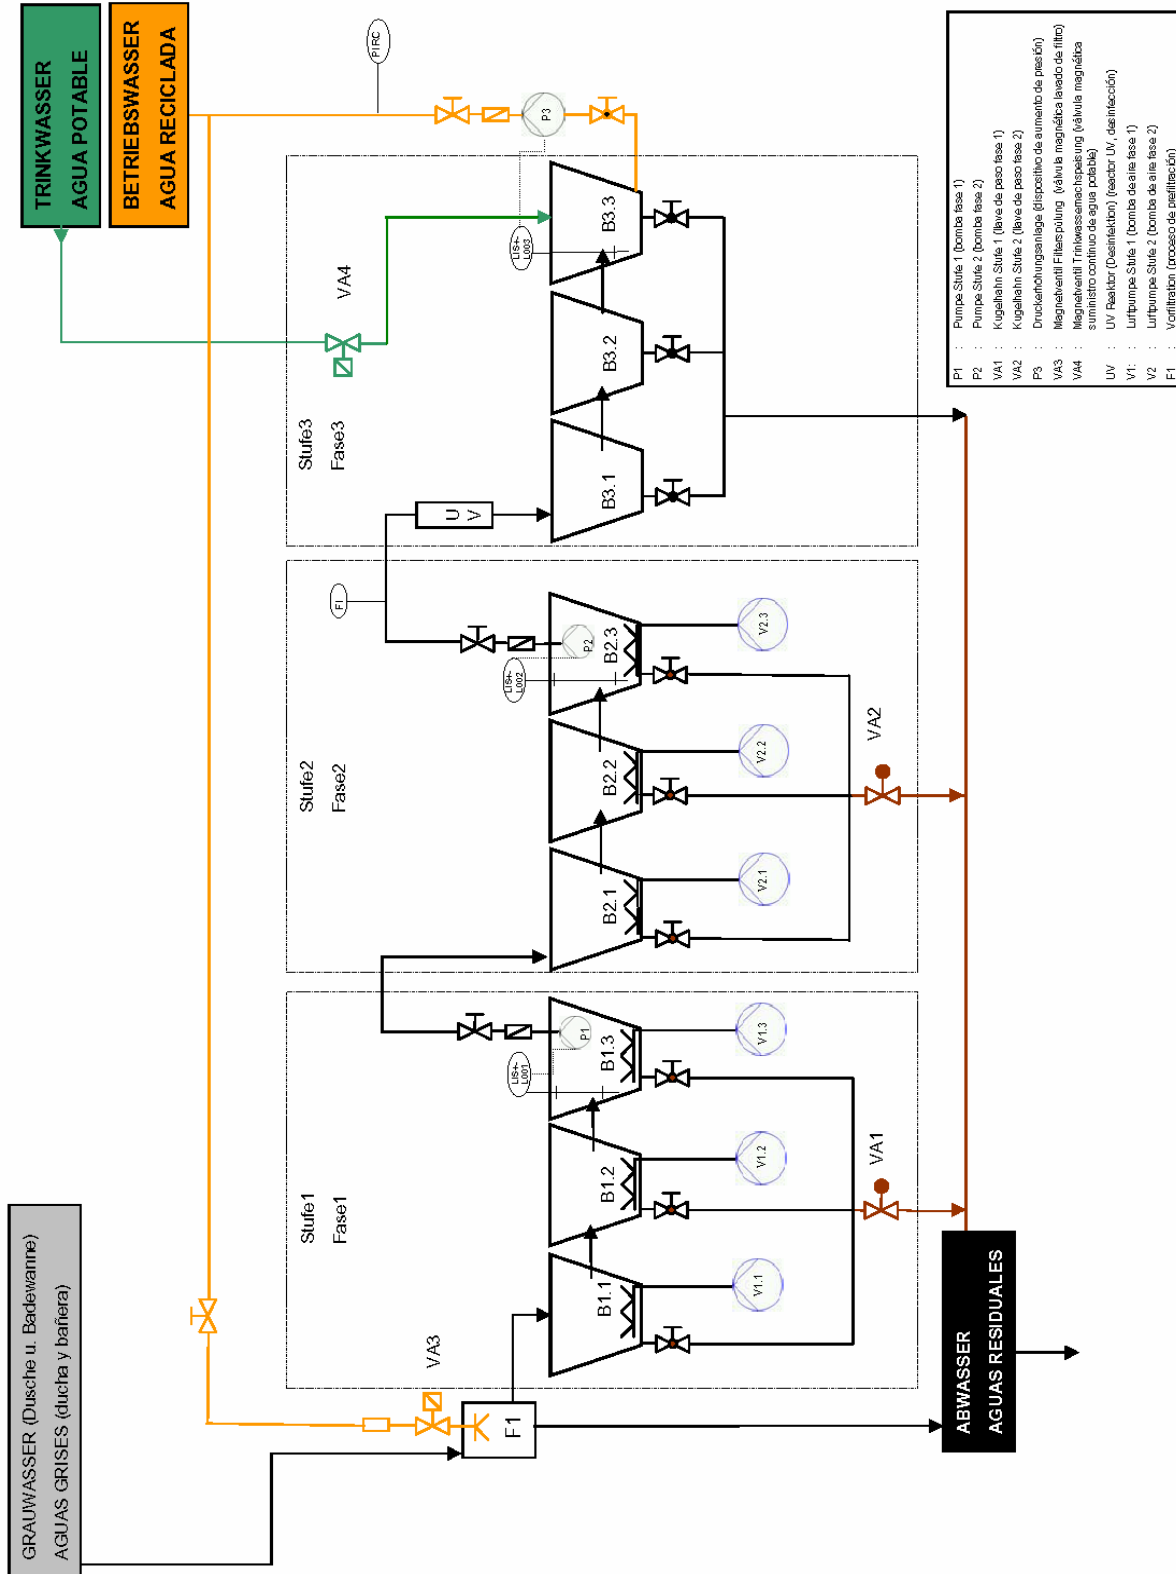 GRAUWASSER (Dusche u. Badewanne)
AGUAS GRISES (ducha y bañera)
TRINKWASSER
AGUA POTABLE
BETRIEBSWASSER
AGUA RECICLADA
PIRC
VA3
F1
Stufe1
Fase1
LIS+-
L001
P1
B1.1
B1.2
B1.3
V1.1
V1.2
V1.3
VA1
Stufe2
Fase2
FI
LIS+-
L002
P2
B2.1
B2.2
B2.3
V2.1
V2.2
V2.3
VA2
Stufe3
Fase3
VA4
U V
LIS+-
L003
P3
B3.1
B3.2
B3.3
ABWASSER
AGUAS RESIDUALES
P1 : Pumpe Stufe 1 (bomba fase 1)
P2 : Pumpe Stufe 2 (bomba fase 2)
VA1 : Kugelhahn Stufe 1 (llave de paso fase 1)
VA2 : Kugelhahn Stufe 2 (llave de paso fase 2)
P3 : Druckerhöhungsanlage (dispositivo de aumento de presión)
VA3 : Magnetventil Filterspülung (válvula magnética lavado de filtro)
VA4 : Magnetventil Trinkwassernachspeisung (válvula magnética
suministro continuo de agua potable)
UV : UV Reaktor (Desinfektion) (reactor UV, desinfección)
V1: : Luftpumpe Stufe 1 (bomba de aire fase 1)
V2 : Luftpumpe Stufe 2 (bomba de aire fase 2)
F1 : Vorfiltration (proceso de prefiltración)